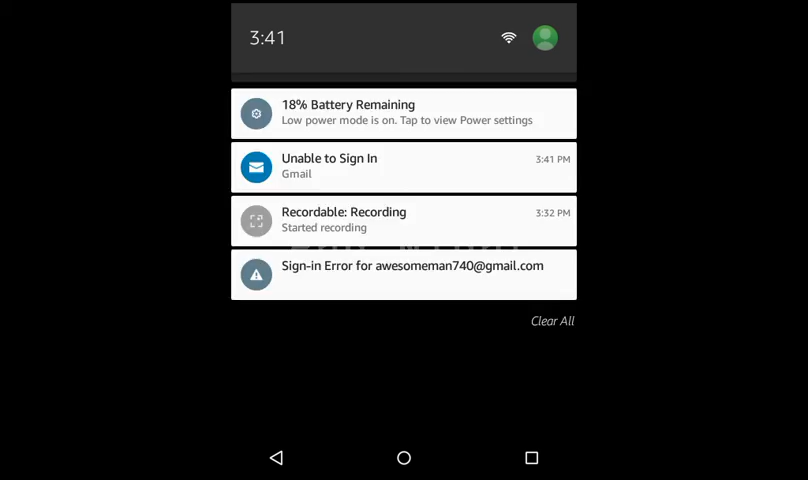 3:41
18% Battery Remaining
Low power mode is on. Tap to view Power settings
Unable to Sign In
3:41 PM
Gmail
Recordable: Recording
3:32 PM
Started recording
Sign-in Error for awesomeman740@gmail.com
Clear All